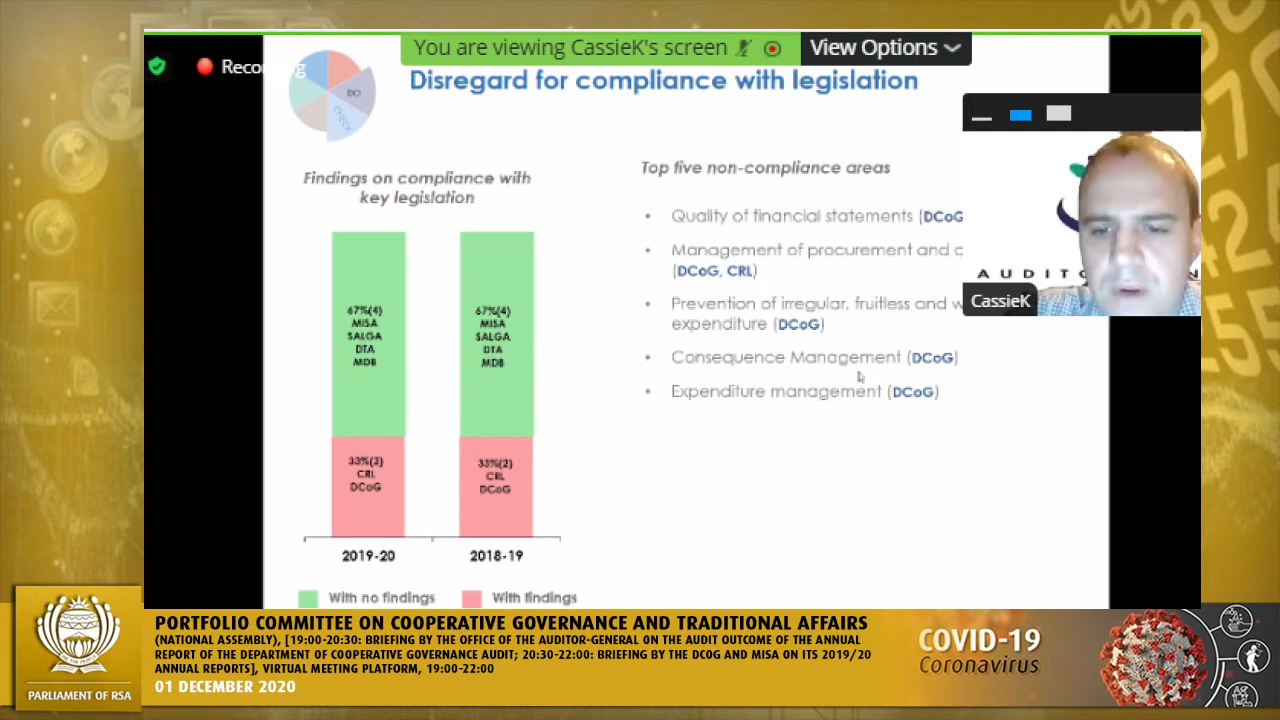 You are viewing CassieK's screen
View Options
Disregard for compliance with legislation
DO
CHECK
Findings on compliance with
key legislation
67%(4)
MISA
SALGA
DTA
MDB
33%(2)
CRL
DCoG
2019-20
67%(4)
MISA
SALGA
DTA
MDB
33%(2)
CRL
DCoG
2018-19
With no findings
With findings
Top five non-compliance areas
• Quality of financial statements (DCoG
• Management of procurement and
(DCoG, CRL)
• Prevention of irregular, fruitless and
expenditure (DCoG)
• Consequence Management (DCoG)
• Expenditure management (DCoG)
CassieK
PARLIAMENT OF RSA
PORTFOLIO COMMITTEE ON COOPERATIVE GOVERNANCE AND TRADITIONAL AFFAIRS
(NATIONAL ASSEMBLY), [19:00-20:30: BRIEFING BY THE OFFICE OF THE AUDITOR-GENERAL ON THE AUDIT OUTCOME OF THE ANNUAL
REPORT OF THE DEPARTMENT OF COOPERATIVE GOVERNANCE AUDIT; 20:30-22:00: BRIEFING BY THE DCOG AND MISA ON ITS 2019/20
ANNUAL REPORTS], VIRTUAL MEETING PLATFORM, 19:00-22:00
01 DECEMBER 2020
COVID-19
Coronavirus